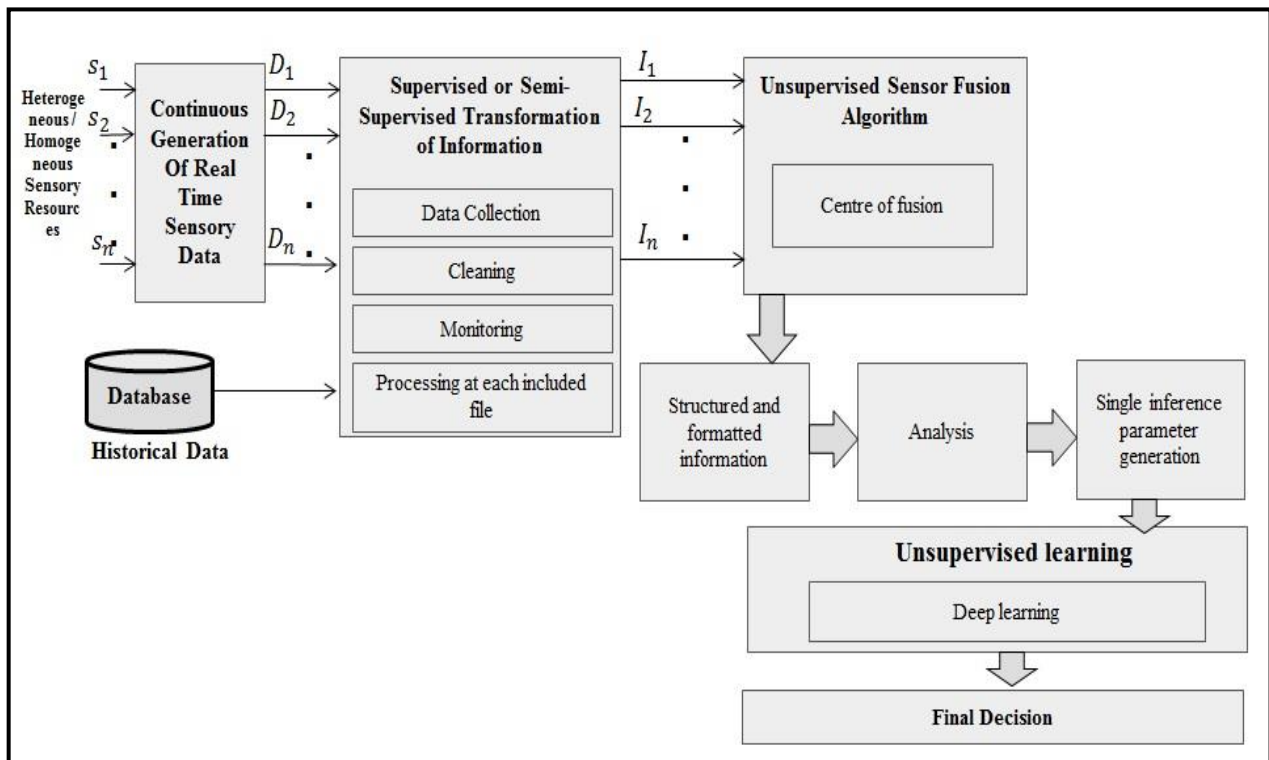 Heteroge
neous /
Homoge
neous
Sensory
Resourc
es
s₁
s₂
sₙ
Continuous
Generation
Of Real
Time
Sensory
Data
D₁
D₂
Dₙ
Supervised or Semi-
Supervised Transformation
of Information
Data Collection
Cleaning
Monitoring
Processing at each included
file
Database
Historical Data
I₁
I₂
Iₙ
Unsupervised Sensor Fusion
Algorithm
Centre of fusion
Structured and
formatted
information
Analysis
Single inference
parameter
generation
Unsupervised learning
Deep learning
Final Decision